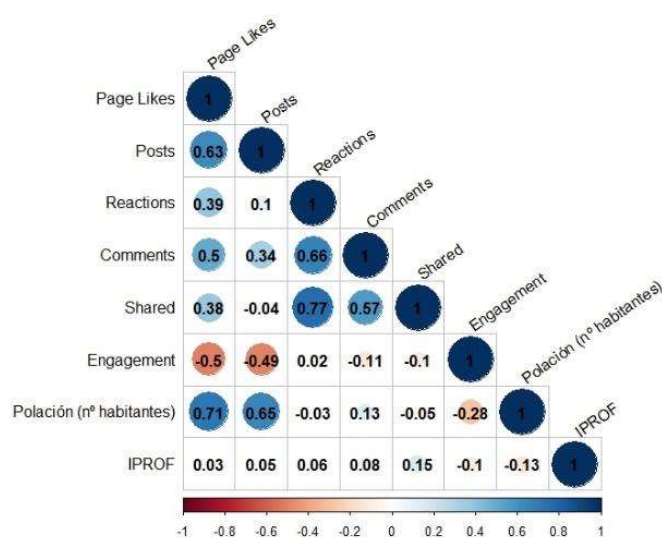 Page Likes
Posts
Reactions
Comments
Shared
Engagement
Polación (nº habitantes)
IPROF
Page Likes 1
Posts 0.63 1
Reactions 0.39 0.1 1
Comments 0.5 0.34 0.66 1
Shared 0.38 -0.04 0.77 0.57 1
Engagement -0.5 -0.49 0.02 -0.11 -0.1 1
Polación (nº habitantes) 0.71 0.65 -0.03 0.13 -0.05 -0.28 1
IPROF 0.03 0.05 0.06 0.08 0.15 -0.1 -0.13 1
-1 -0.8 -0.6 -0.4 -0.2 0 0.2 0.4 0.6 0.8 1